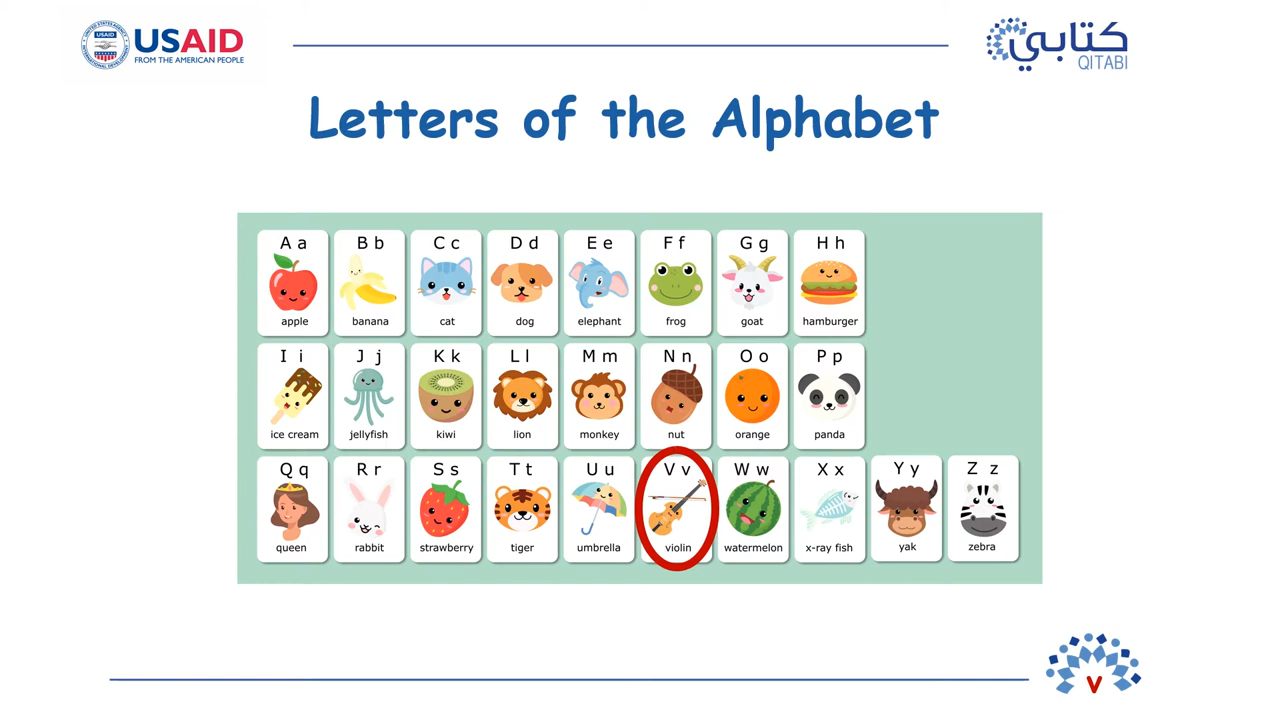 USAID
FROM THE AMERICAN PEOPLE
كتابي
QITABI
Letters of the Alphabet
A a B b C c D d E e F f G g H h
apple banana cat dog elephant frog goat hamburger
I i J j K k L l M m N n O o P p
ice cream jellyfish kiwi lion monkey nut orange panda
Q q R r S s T t U u V v W w X x Y y Z z
queen rabbit strawberry tiger umbrella violin watermelon x-ray fish yak zebra
v